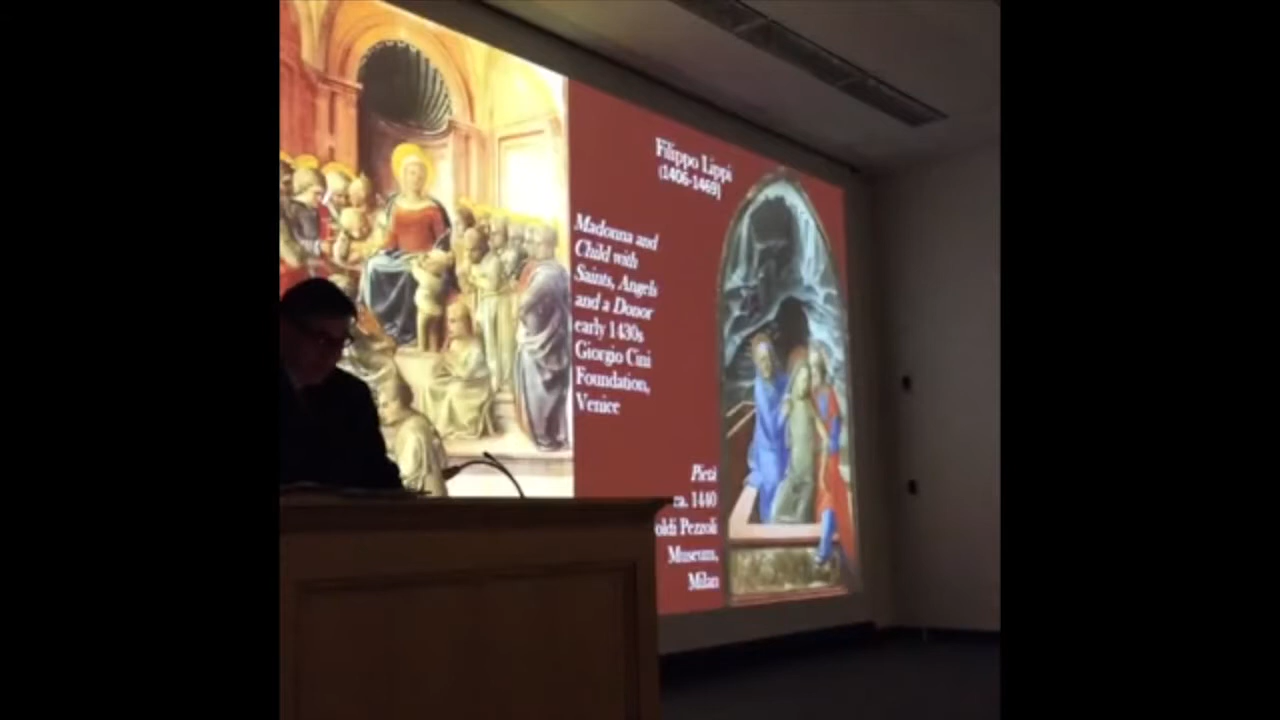 Filippo Lippi
(1406-1469)
Madonna and
Child with
Saints, Angels
and a Donor
early 1430s
Giorgio Cini
Foundation,
Venice
Pietà
ca. 1440
oldi Pezzoli
Museum,
Milan